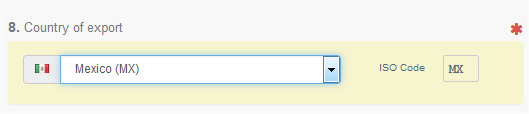 8. Country of export *
Mexico (MX) ISO Code MX